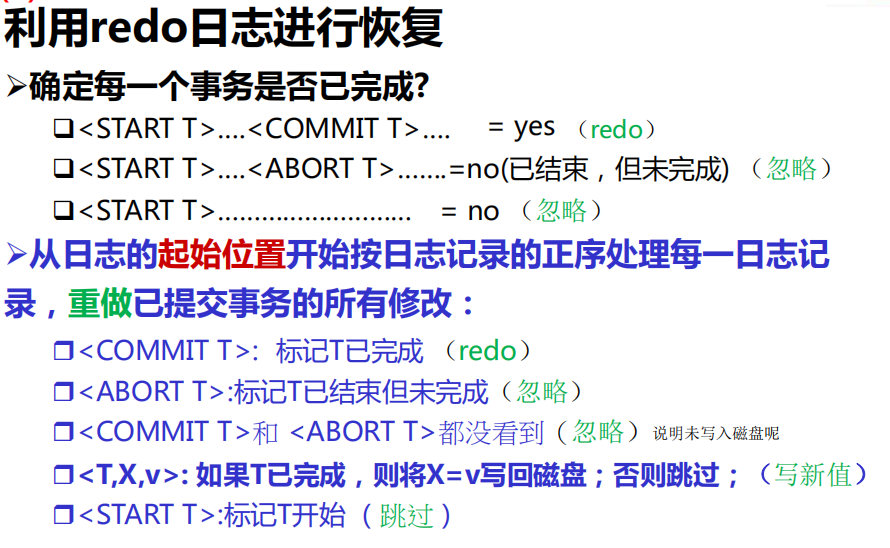 利用redo日志进行恢复
➢确定每一个事务是否已完成?
❑<START T>....<COMMIT T>.... = yes （redo）
❑<START T>....<ABORT T>.......=no(已结束，但未完成) （忽略）
❑<START T>.......................... = no （忽略）
➢从日志的起始位置开始按日志记录的正序处理每一日志记
录，重做已提交事务的所有修改：
❒<COMMIT T>: 标记T已完成 （redo）
❒<ABORT T>:标记T已结束但未完成（忽略）
❒<COMMIT T>和 <ABORT T>都没看到（忽略）说明未写入磁盘呢
❒<T,X,v>: 如果T已完成，则将X=v写回磁盘；否则跳过；（写新值）
❒<START T>:标记T开始（跳过）